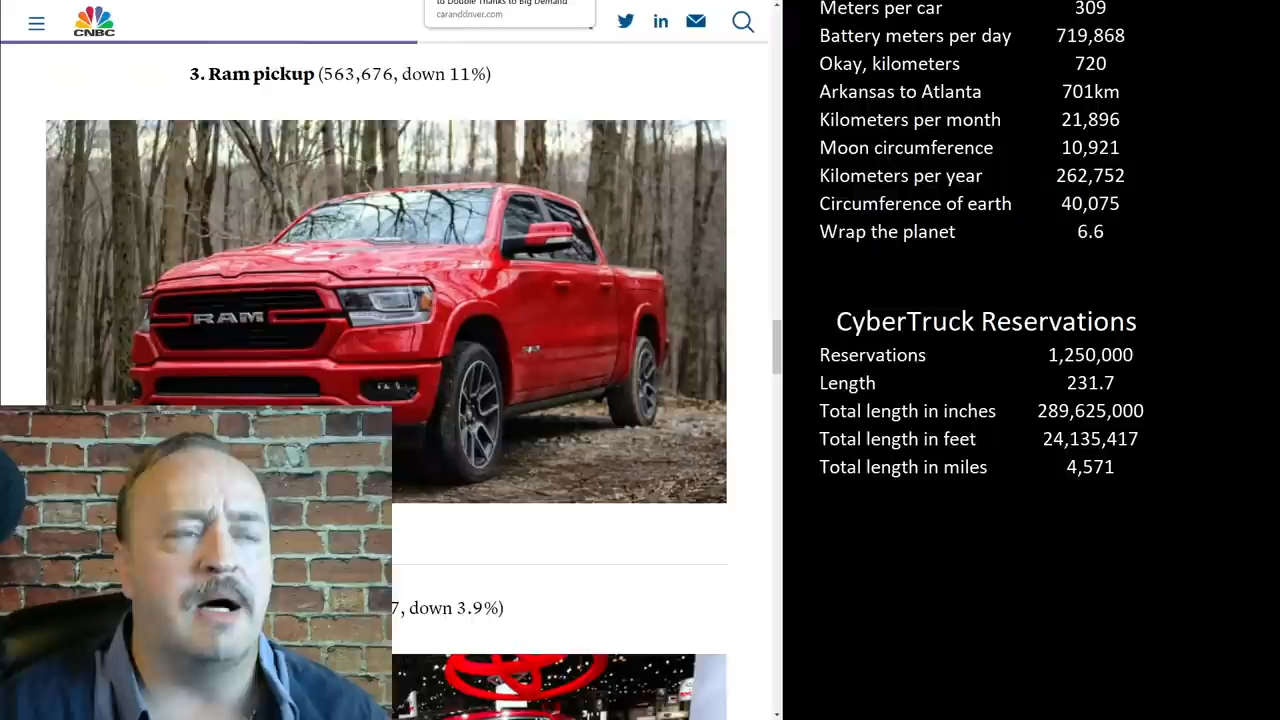 to Double Thanks to Big Demand
caranddriver.com
CNBC
3. Ram pickup (563,676, down 11%)
RAM
7, down 3.9%)
Meters per car 309
Battery meters per day 719,868
Okay, kilometers 720
Arkansas to Atlanta 701km
Kilometers per month 21,896
Moon circumference 10,921
Kilometers per year 262,752
Circumference of earth 40,075
Wrap the planet 6.6
CyberTruck Reservations
Reservations 1,250,000
Length 231.7
Total length in inches 289,625,000
Total length in feet 24,135,417
Total length in miles 4,571